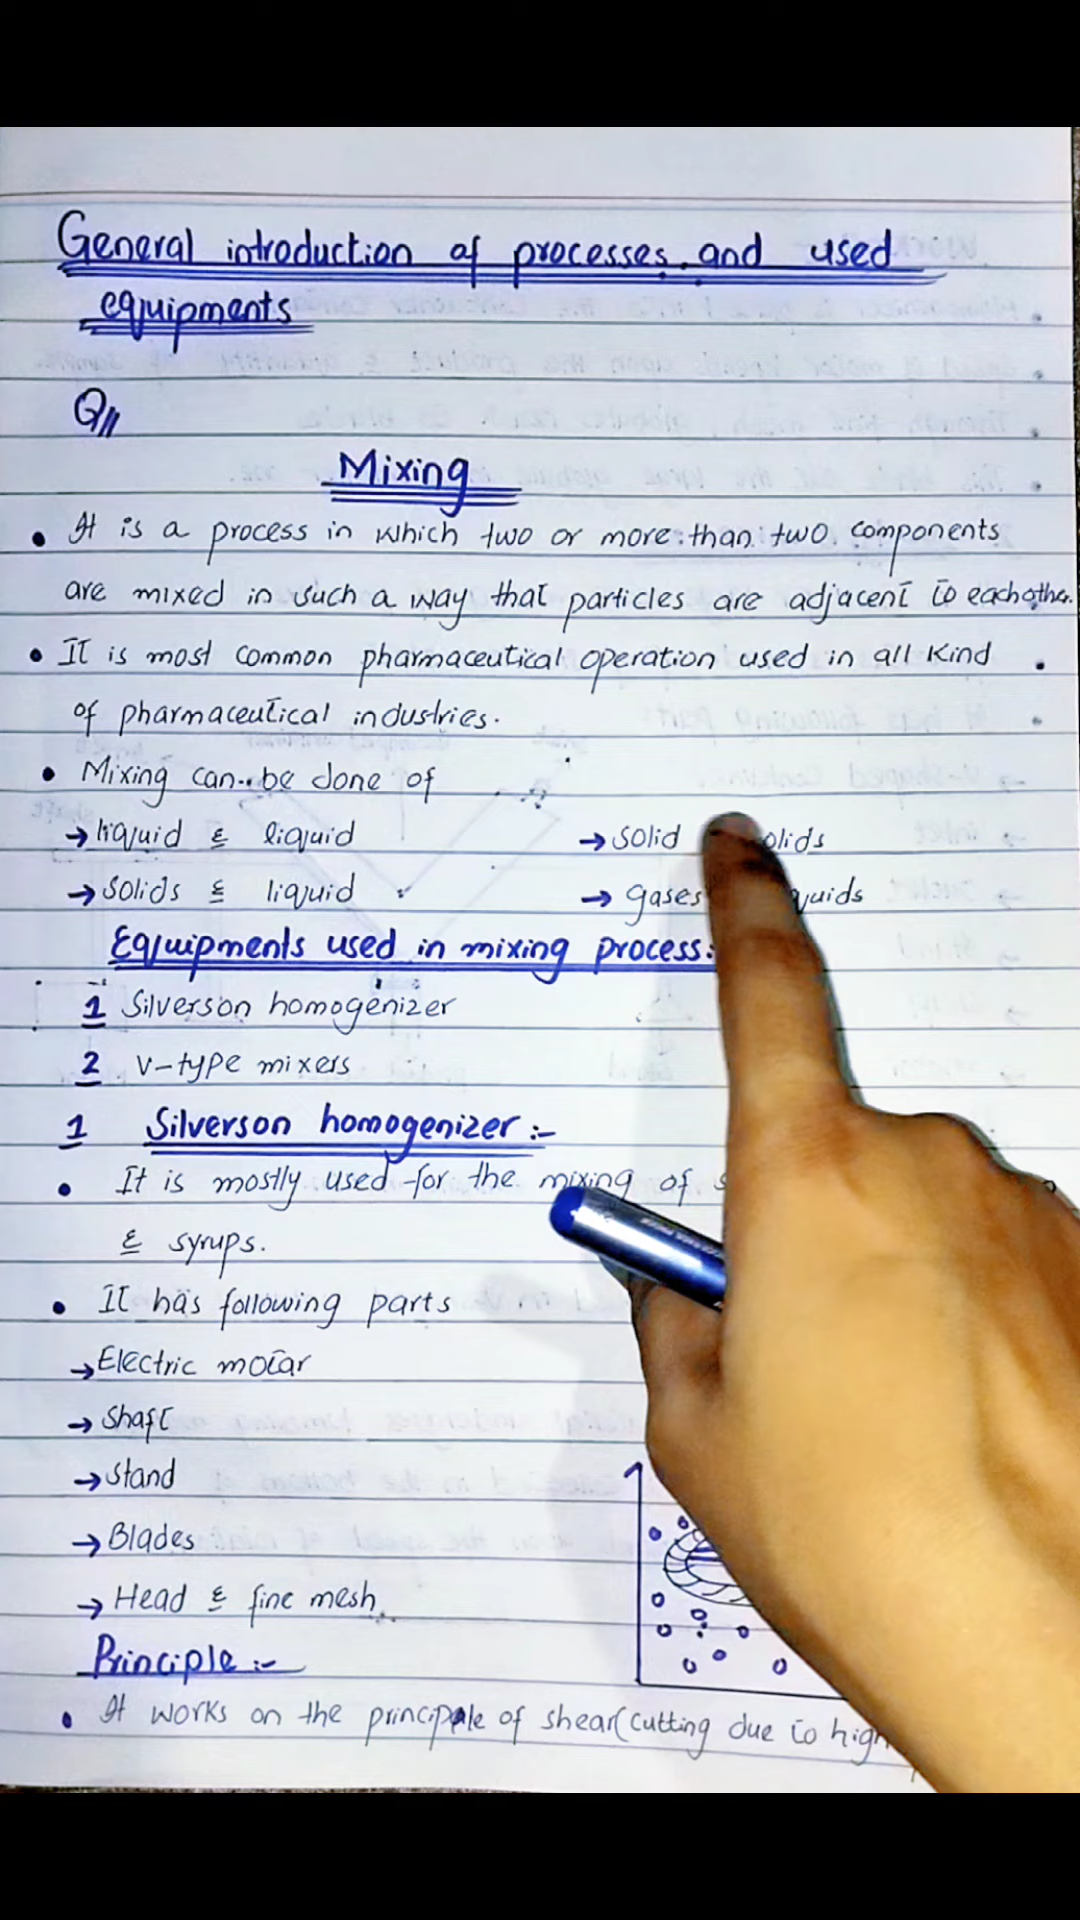 General introduction of processes and used
equipments
Q//
Mixing
• It is a process in which two or more than two components
are mixed in such a way that particles are adjacent to eachother.
• It is most common pharmaceutical operation used in all kind
of pharmaceutical industries.
• Mixing can be done of
→ liquid & liquid → solid olids
→ solids & liquid → gases quids
Equipments used in mixing process:
1 Silverson homogenizer
2 V-type mixers
1 Silverson homogenizer :-
• It is mostly used for the mixing of s
& syrups.
• It has following parts
→ Electric motar
→ shaft
→ stand
→ Blades
→ Head & fine mesh
Principle :-
• It works on the principle of shear(cutting due to high